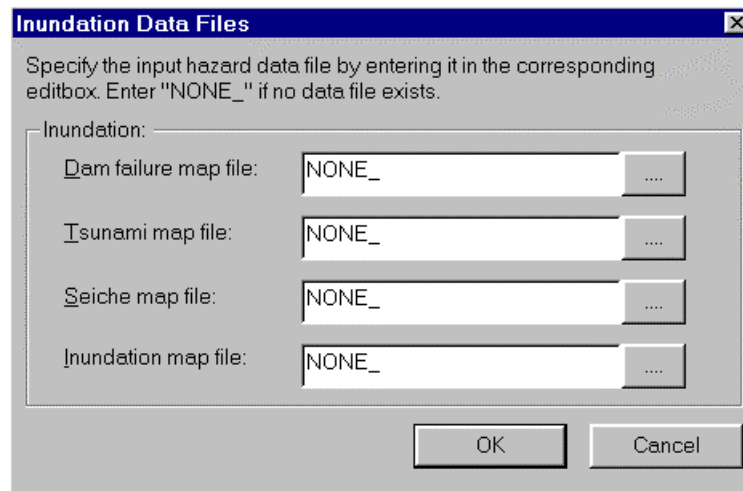 Inundation Data Files
Specify the input hazard data file by entering it in the corresponding
editbox. Enter "NONE_" if no data file exists.
Inundation:
Dam failure map file: NONE_ ....
Tsunami map file: NONE_ ....
Seiche map file: NONE_ ....
Inundation map file: NONE_ ....
OK Cancel